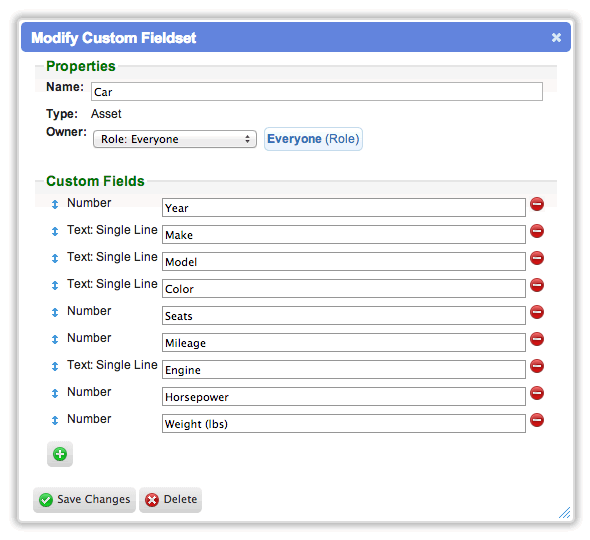 Modify Custom Fieldset
Properties
Name: Car
Type: Asset
Owner: Role: Everyone Everyone (Role)
Custom Fields
Number Year
Text: Single Line Make
Text: Single Line Model
Text: Single Line Color
Number Seats
Number Mileage
Text: Single Line Engine
Number Horsepower
Number Weight (lbs)
Save Changes Delete